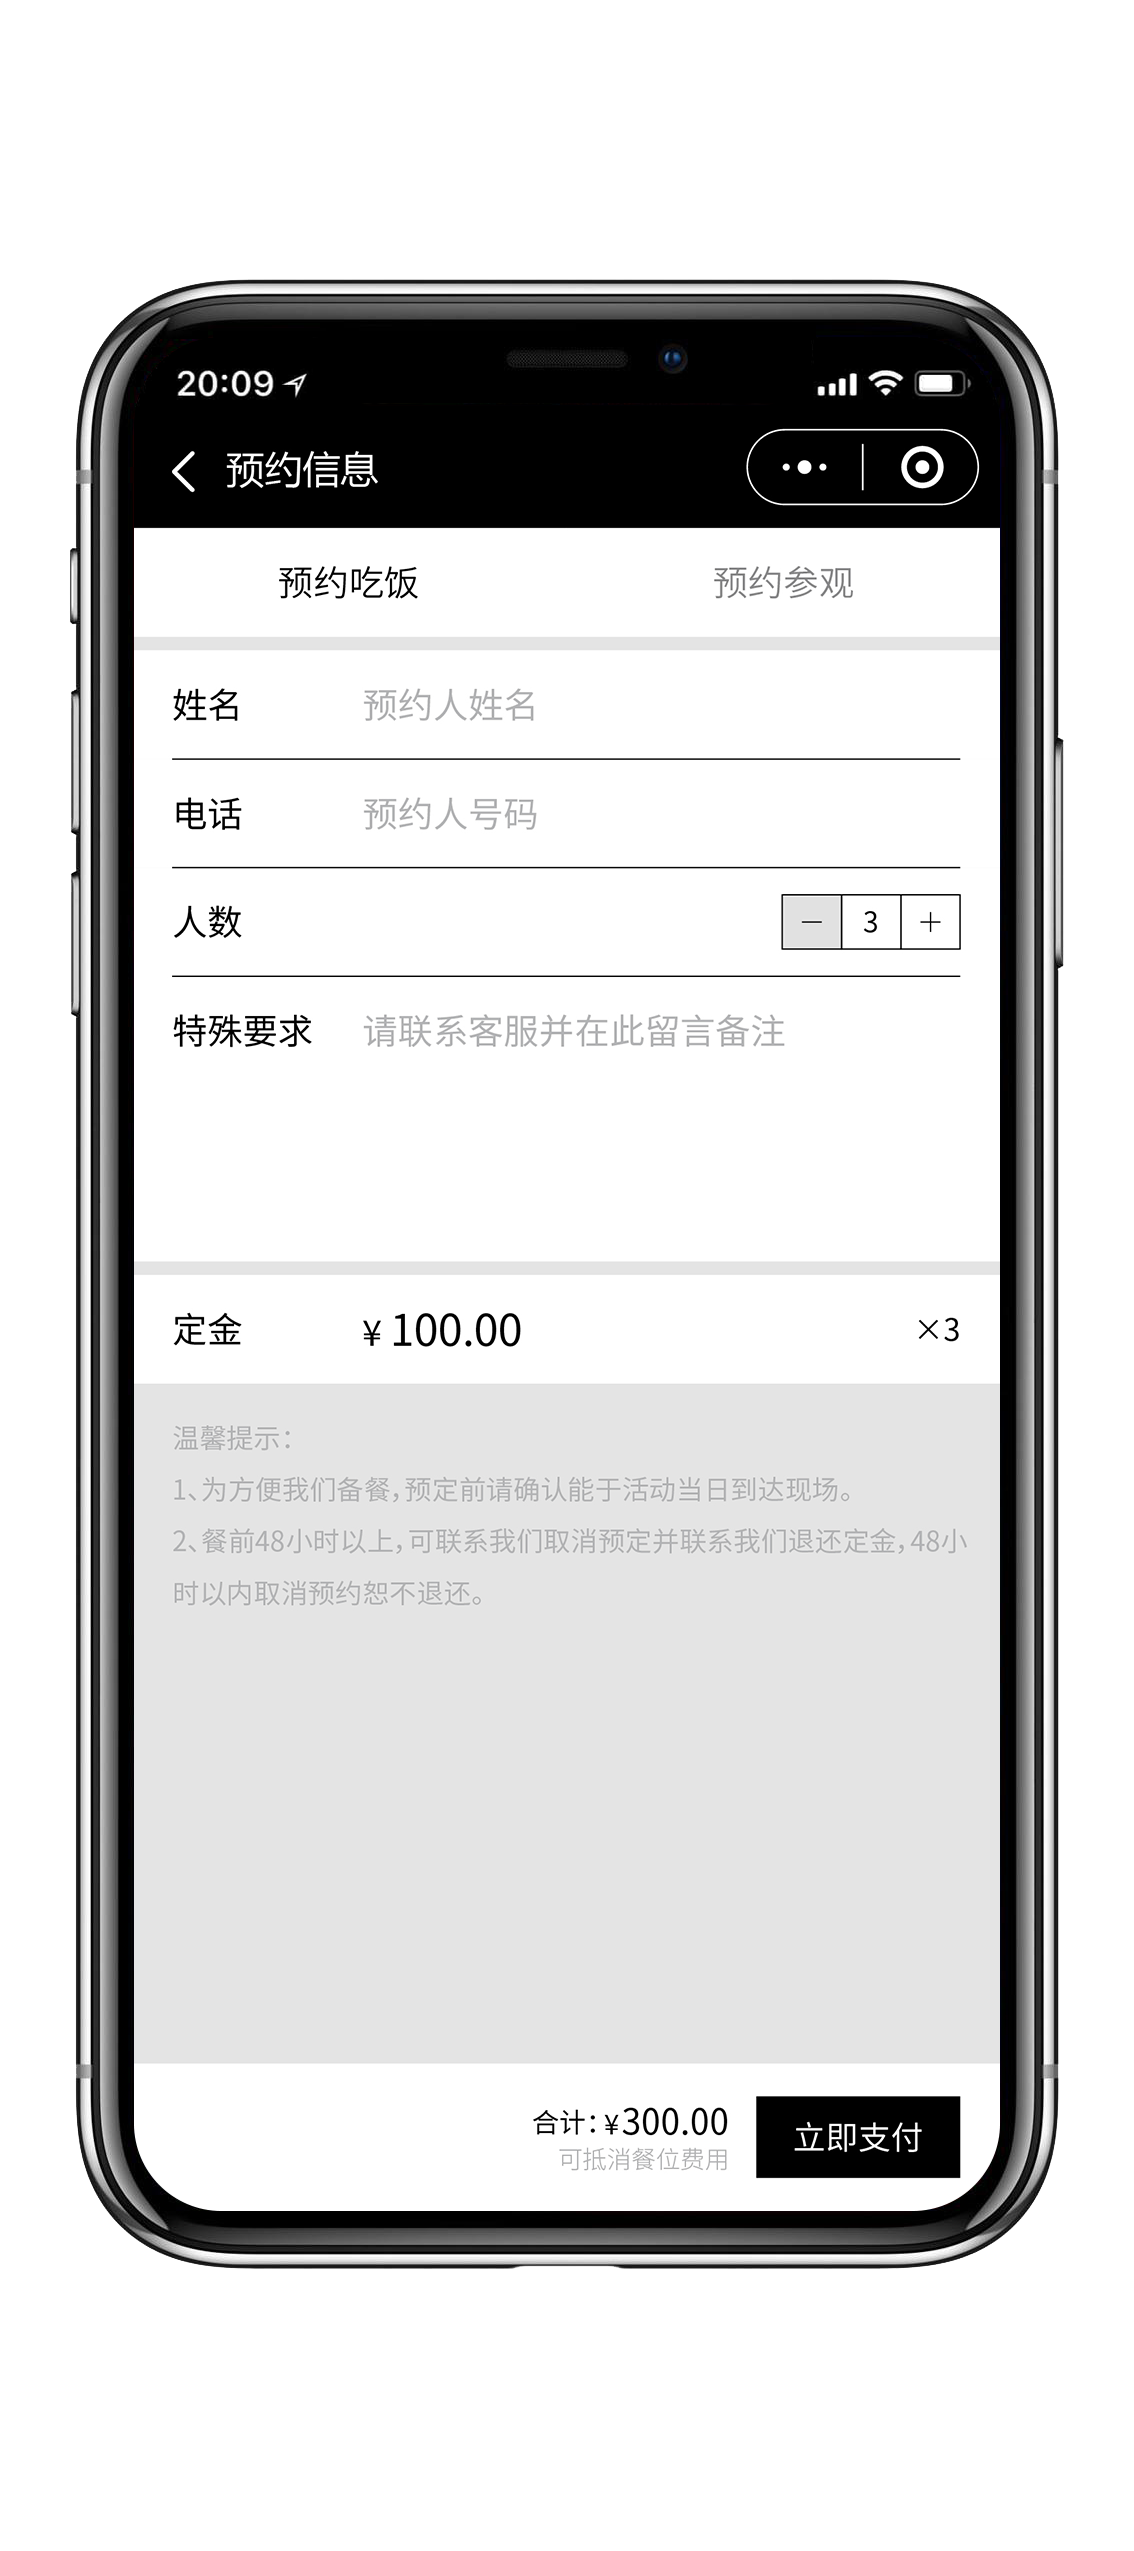 20:09
预约信息
预约吃饭 预约参观
姓名 预约人姓名
电话 预约人号码
人数 － 3 ＋
特殊要求 请联系客服并在此留言备注
定金 ¥ 100.00 ×3
温馨提示：
1、为方便我们备餐，预定前请确认能于活动当日到达现场。
2、餐前48小时以上，可联系我们取消预定并联系我们退还定金，48小
时以内取消预约恕不退还。
合计：¥300.00
可抵消餐位费用
立即支付